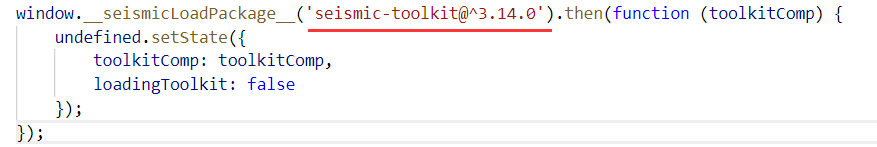 window.__seismicLoadPackage__('seismic-toolkit@^3.14.0').then(function (toolkitComp) {
    undefined.setState({
        toolkitComp: toolkitComp,
        loadingToolkit: false
    });
});